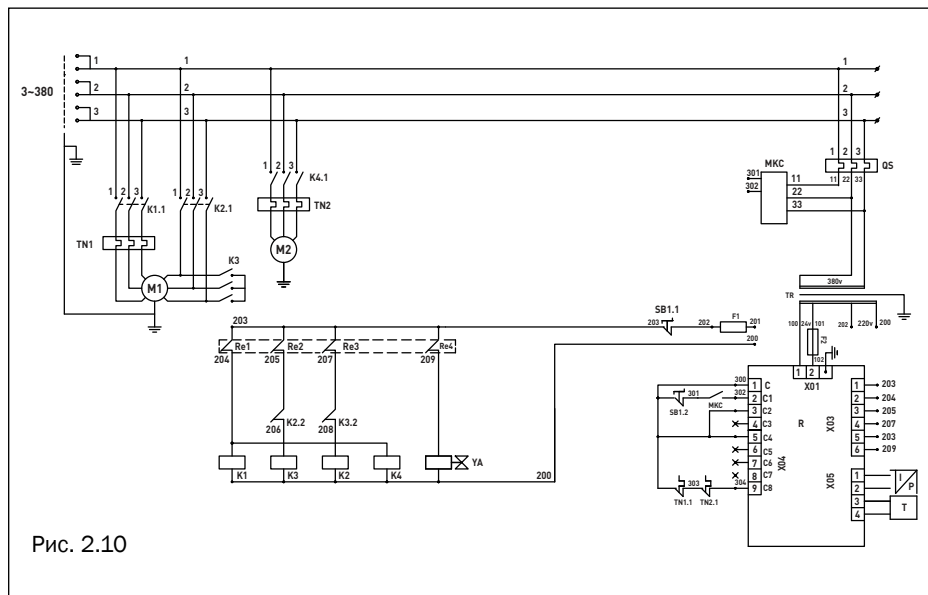 1 1 1
3~380 2 2 2
3 3 3
1 2 3
K4.1
TN2
M2
1 2 3
K1.1
K2.1
TN1
M1
K3
1 2 3
QS
11 22 33
MKC
301
302
11
22
33
380v
TR
100 24v 101 202 220v 200
F2
102
203
SB1.1
203 202 F1 201
200
Re1 Re2 Re3 Re4
204 205 207 209
K2.2 K3.2
206 208
YA
K1 K3 K2 K4
200
1 2
X01
R
X03
X04
X05
300 1 C
301 302 2 C1
SB1.2 MKC
3 C2
4 C3
5 C4
6 C5
7 C6
8 C7
303 304 9 C8
TN1.1 TN2.1
1 203
2 204
3 205
4 207
5 203
6 209
1 I
2 P
3 T
4
Рис. 2.10